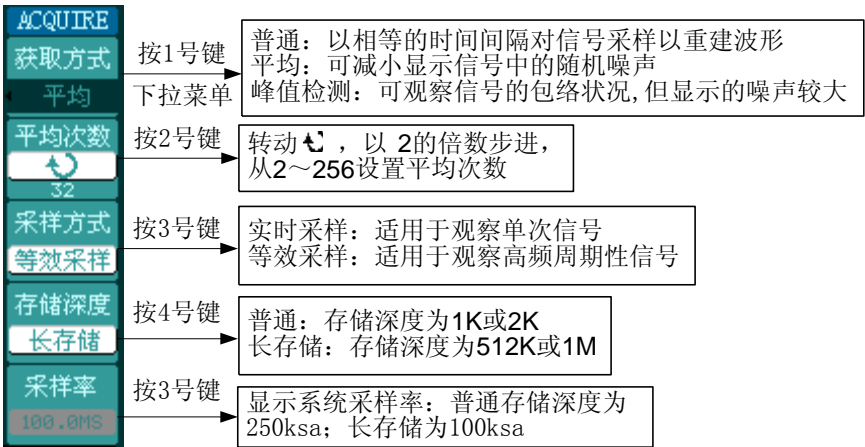 ACQUIRE
获取方式
平均
按1号键
下拉菜单
普通：以相等的时间间隔对信号采样以重建波形
平均：可减小显示信号中的随机噪声
峰值检测：可观察信号的包络状况,但显示的噪声较大
平均次数
32
按2号键
转动 ，以 2的倍数步进，
从2～256设置平均次数
采样方式
等效采样
按3号键
实时采样：适用于观察单次信号
等效采样：适用于观察高频周期性信号
存储深度
长存储
按4号键
普通：存储深度为1K或2K
长存储：存储深度为512K或1M
采样率
100.0MS
按3号键
显示系统采样率：普通存储深度为
250ksa；长存储为100ksa